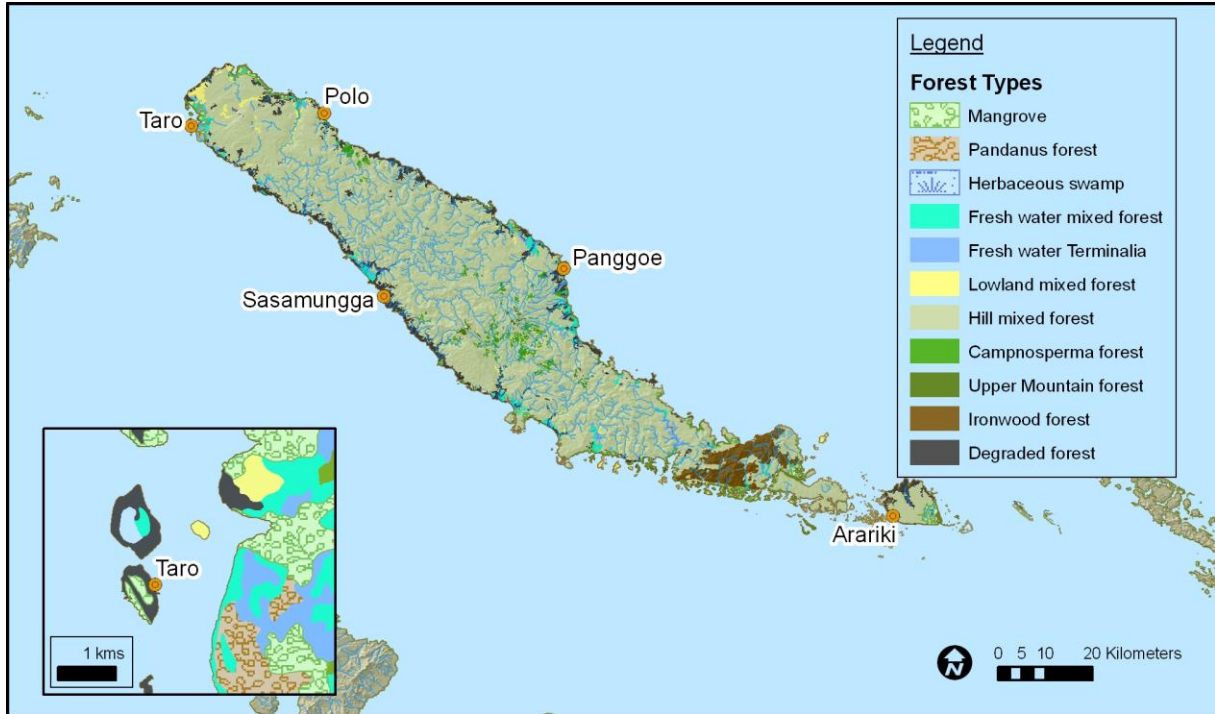 Legend
Forest Types
Mangrove
Pandanus forest
Herbaceous swamp
Fresh water mixed forest
Fresh water Terminalia
Lowland mixed forest
Hill mixed forest
Campnosperma forest
Upper Mountain forest
Ironwood forest
Degraded forest
Polo
Taro
Panggoe
Sasamungga
Arariki
Taro
1 kms
N
0 5 10 20 Kilometers